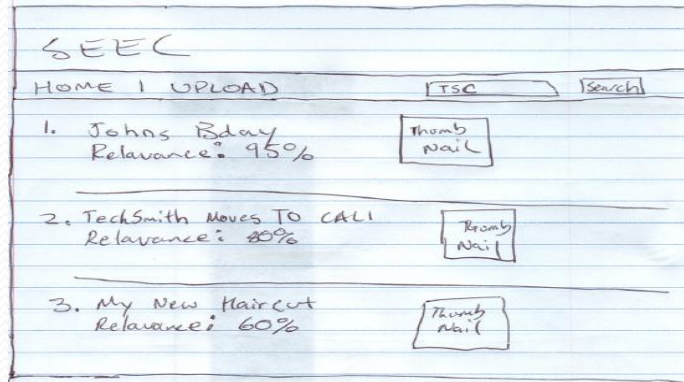 SEEC
HOME | UPLOAD TSC Search
1. Johns Bday
Relavance: 95%
Thumb
Nail
2. TechSmith Moves TO CALI
Relavance: 80%
Thumb
Nail
3. My New Haircut
Relavance: 60%
Thumb
Nail